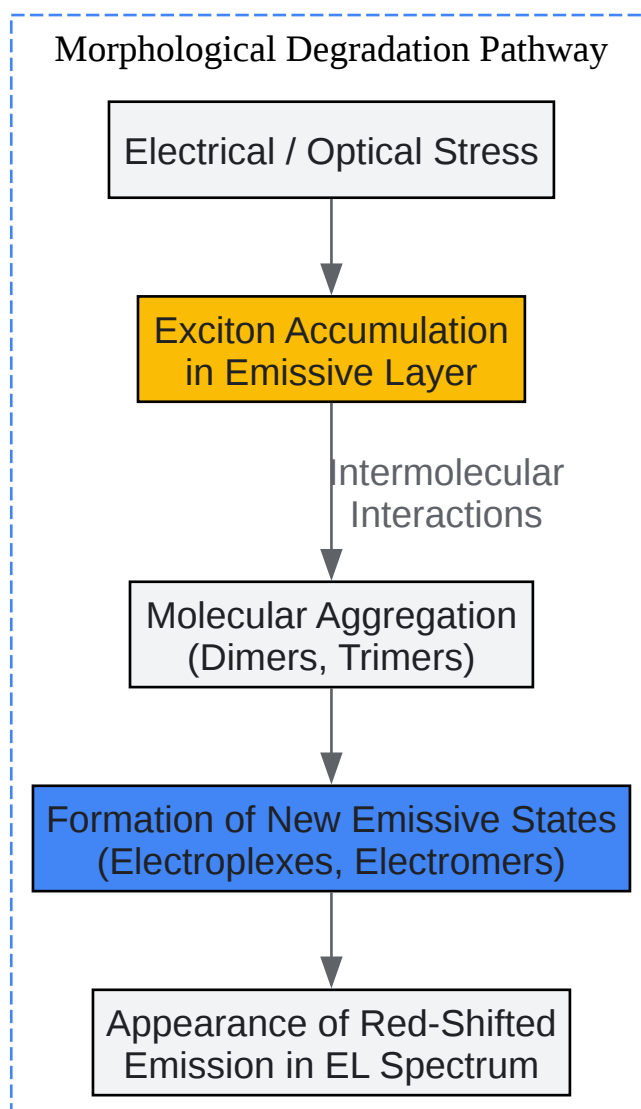 Morphological Degradation Pathway
Electrical / Optical Stress
Exciton Accumulation
in Emissive Layer
Intermolecular
Interactions
Molecular Aggregation
(Dimers, Trimers)
Formation of New Emissive States
(Electroplexes, Electromers)
Appearance of Red-Shifted
Emission in EL Spectrum